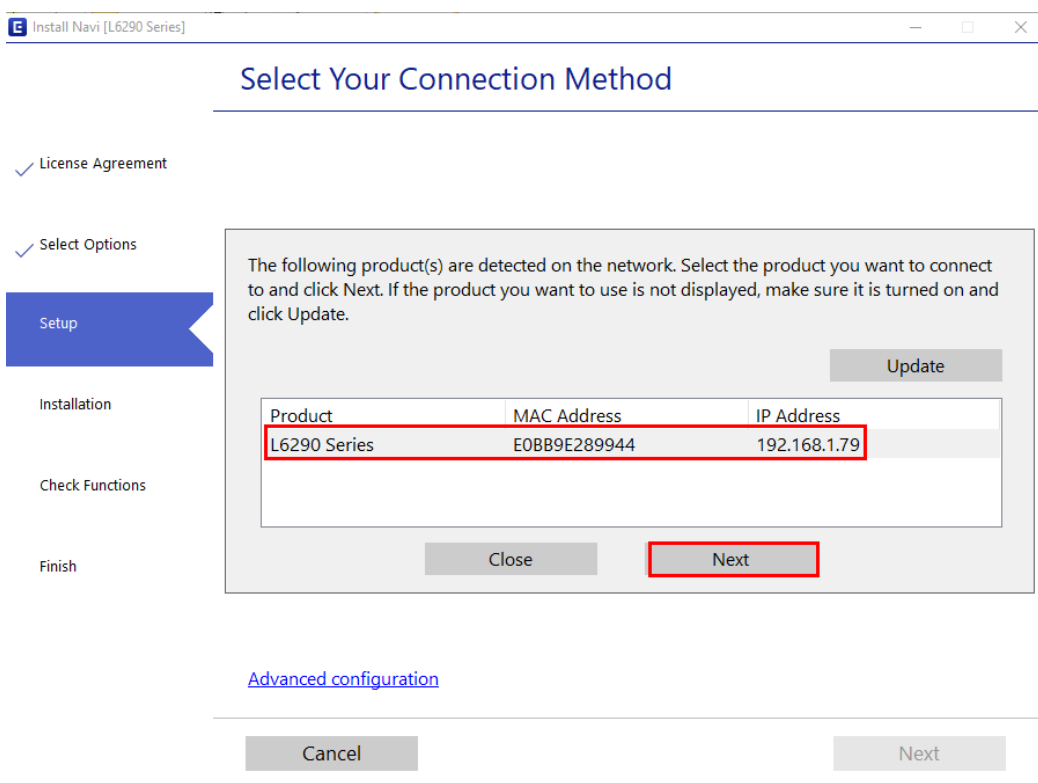 Install Navi [L6290 Series]
Select Your Connection Method
License Agreement
Select Options
Setup
Installation
Check Functions
Finish
The following product(s) are detected on the network. Select the product you want to connect
to and click Next. If the product you want to use is not displayed, make sure it is turned on and
click Update.
Update
Product MAC Address IP Address
L6290 Series E0BB9E289944 192.168.1.79
Close Next
Advanced configuration
Cancel Next